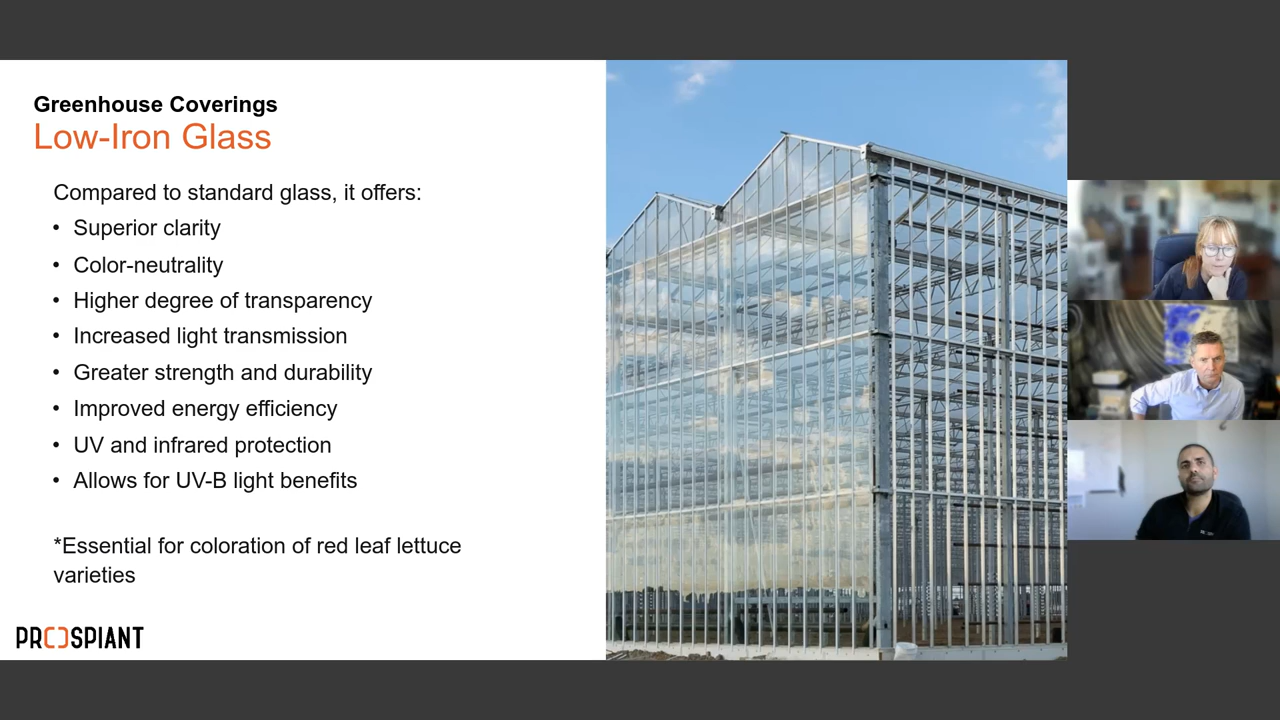 Greenhouse Coverings
Low-Iron Glass
Compared to standard glass, it offers:
• Superior clarity
• Color-neutrality
• Higher degree of transparency
• Increased light transmission
• Greater strength and durability
• Improved energy efficiency
• UV and infrared protection
• Allows for UV-B light benefits
*Essential for coloration of red leaf lettuce
varieties
PROSPIANT